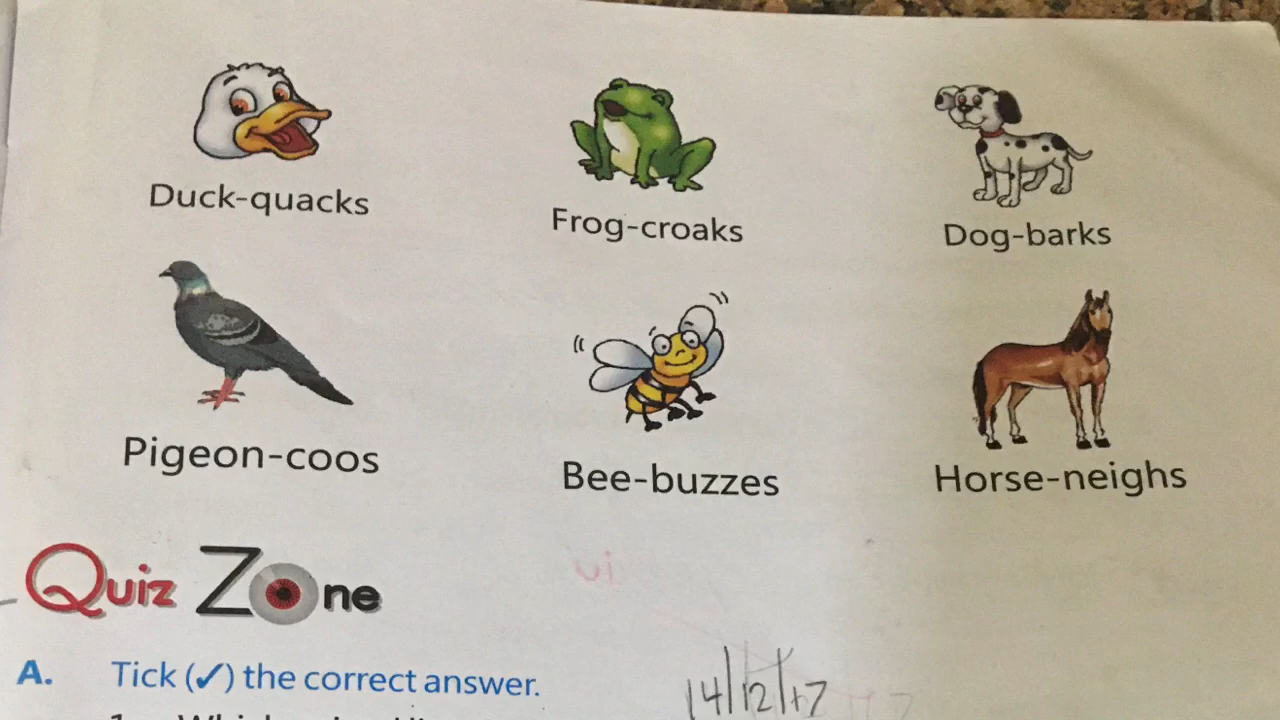 Duck-quacks
Frog-croaks
Dog-barks
Pigeon-coos
Bee-buzzes
Horse-neighs
Quiz Zone
A. Tick (✓) the correct answer.
14/12/17